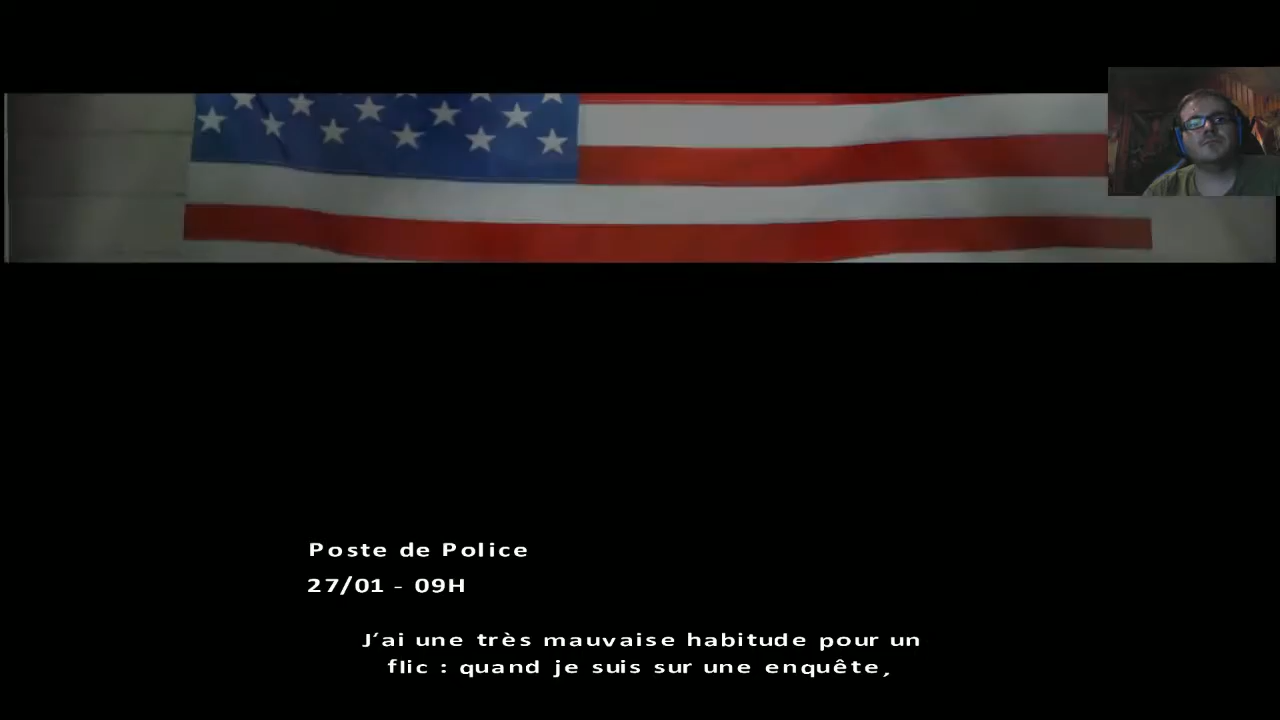 Poste de Police
27/01 - 09H
J'ai une très mauvaise habitude pour un
flic : quand je suis sur une enquête,